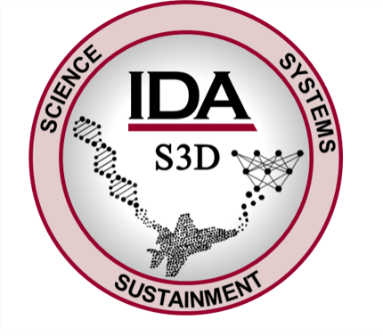 SCIENCE
SYSTEMS
IDA
S3D
SUSTAINMENT